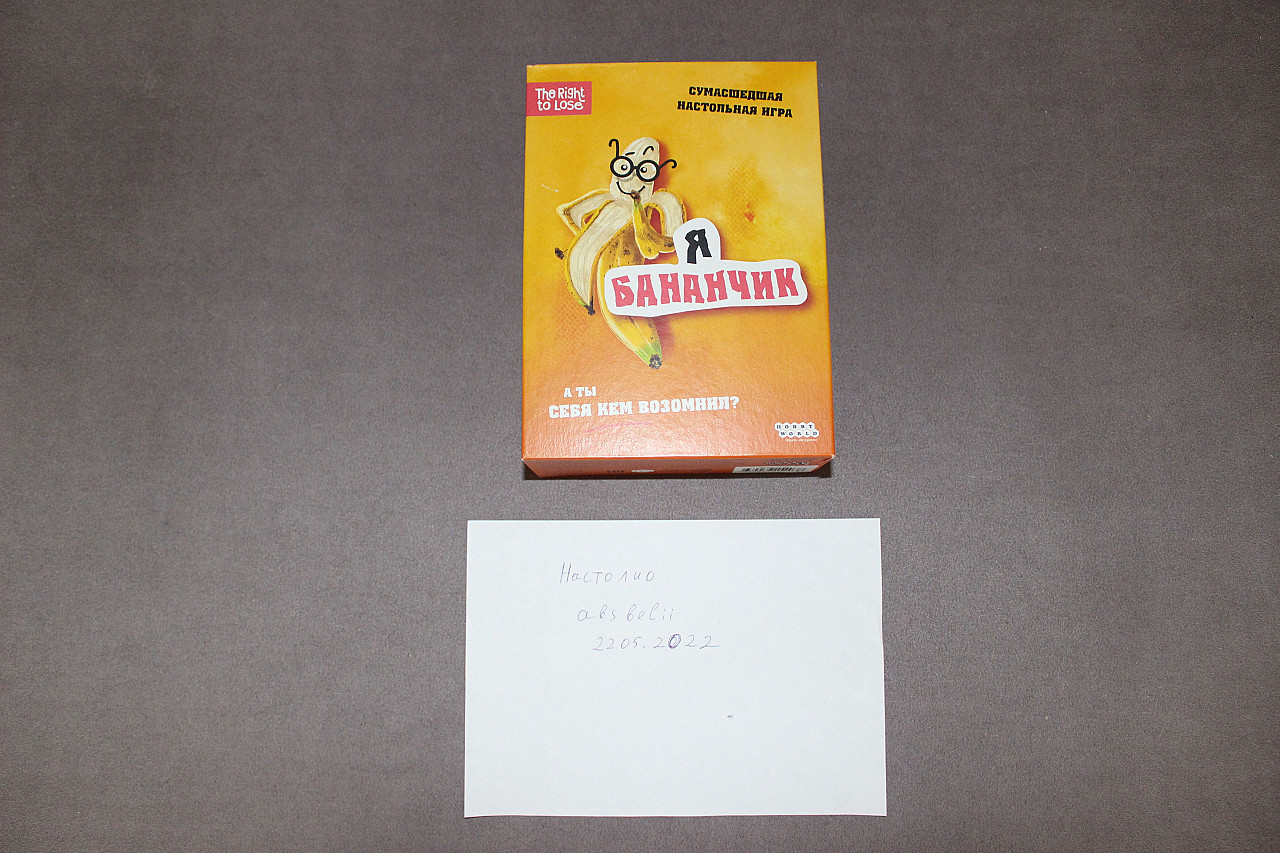 The Right
to Lose
СУМАСШЕДШАЯ
НАСТОЛЬНАЯ ИГРА
Я
БАНАНЧИК
А ТЫ
СЕБЯ КЕМ ВОЗОМНИЛ?
HOBBY
WORLD
Настолио
absbelii
22.05.2022